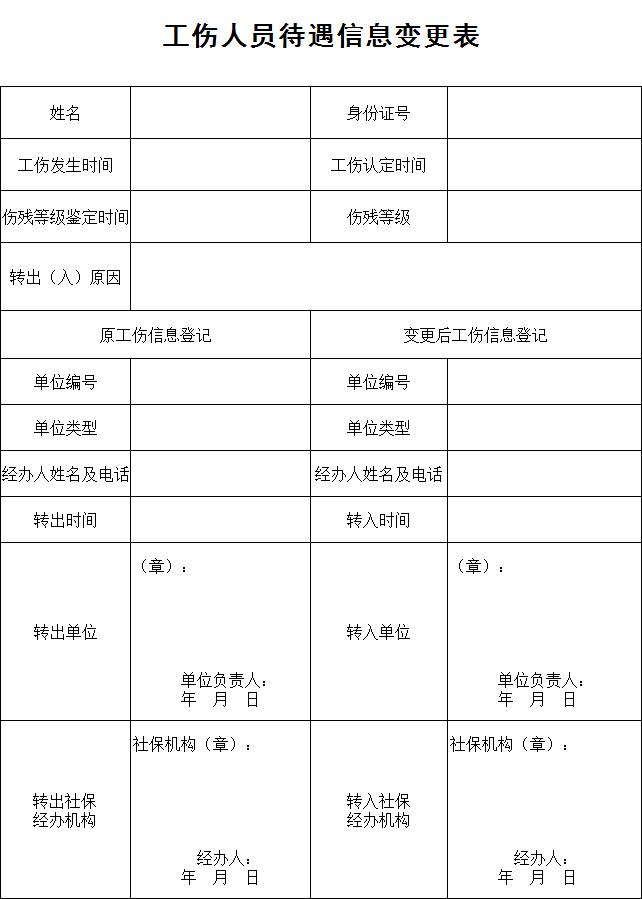 工伤人员待遇信息变更表
姓名 身份证号
工伤发生时间 工伤认定时间
伤残等级鉴定时间 伤残等级
转出（入）原因
原工伤信息登记 变更后工伤信息登记
单位编号 单位编号
单位类型 单位类型
经办人姓名及电话 经办人姓名及电话
转出时间 转入时间
转出单位
（章）：
单位负责人：
年 月 日
转入单位
（章）：
单位负责人：
年 月 日
转出社保
经办机构
社保机构（章）：
经办人：
年 月 日
转入社保
经办机构
社保机构（章）：
经办人：
年 月 日